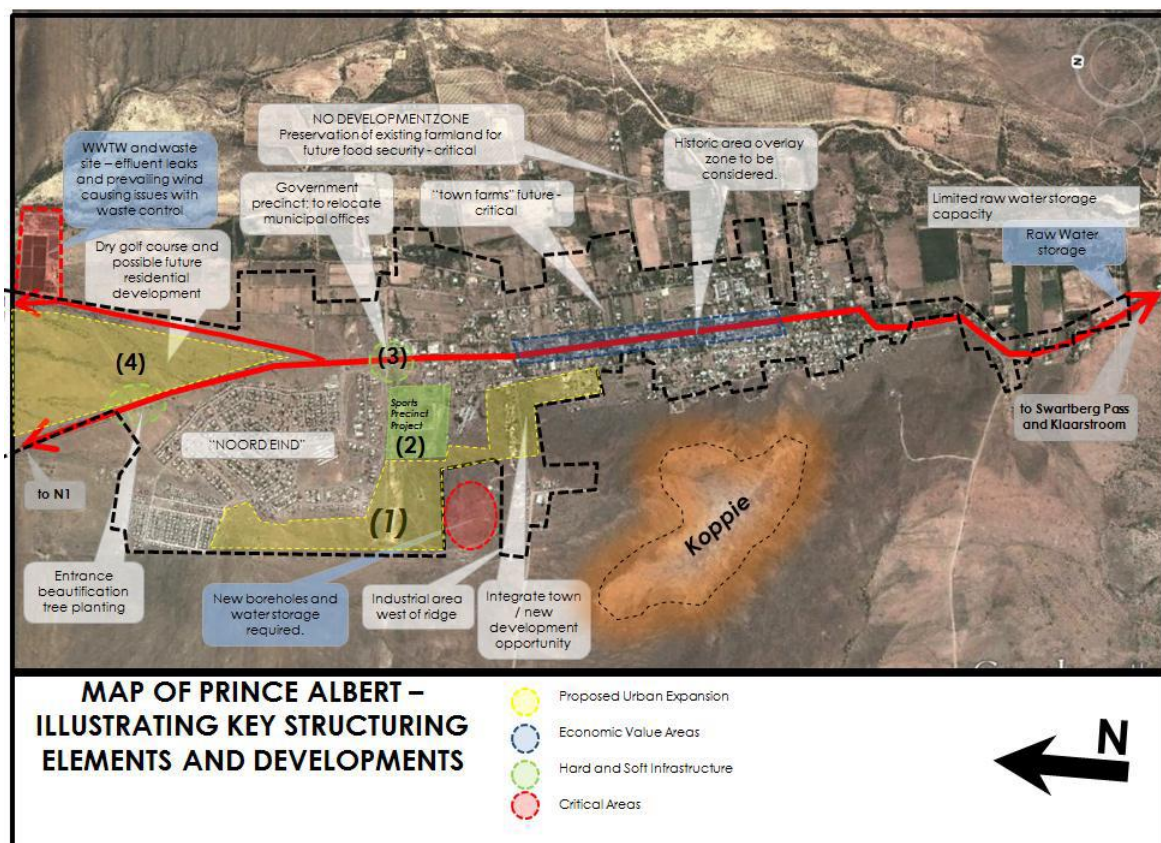 N
NO DEVELOPMENT ZONE
Preservation of existing farmland for
future food security - critical
WWTW and waste
site – effluent leaks
and prevailing wind
causing issues with
waste control
Government
precinct; to relocate
municipal offices
"town farms" future -
critical
Historic area overlay
zone to be
considered.
Limited raw water storage
capacity
Raw Water
storage
Dry golf course and
possible future
residential
development
(4)
(3)
Sports
Precinct
Project
(2)
"NOORD EIND"
to Swartberg Pass
and Klaarstroom
to N1
(1)
Koppie
Entrance
beautification
tree planting
New boreholes and
water storage
required.
Industrial area
west of ridge
Integrate town
/ new
development
opportunity
MAP OF PRINCE ALBERT –
ILLUSTRATING KEY STRUCTURING
ELEMENTS AND DEVELOPMENTS
Proposed Urban Expansion
Economic Value Areas
Hard and Soft Infrastructure
Critical Areas
N